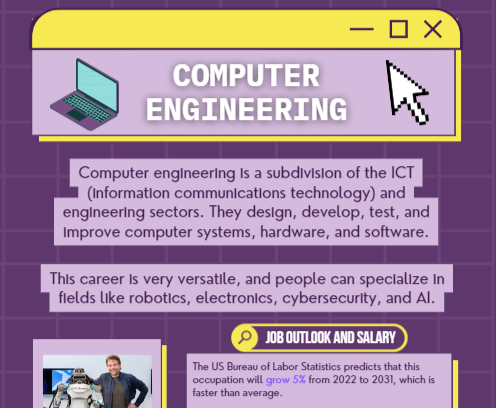 COMPUTER
ENGINEERING
Computer engineering is a subdivision of the ICT
(information communications technology) and
engineering sectors. They design, develop, test, and
improve computer systems, hardware, and software.
This career is very versatile, and people can specialize in
fields like robotics, electronics, cybersecurity, and AI.
JOB OUTLOOK AND SALARY
The US Bureau of Labor Statistics predicts that this
occupation will grow 5% from 2022 to 2031, which is
faster than average.